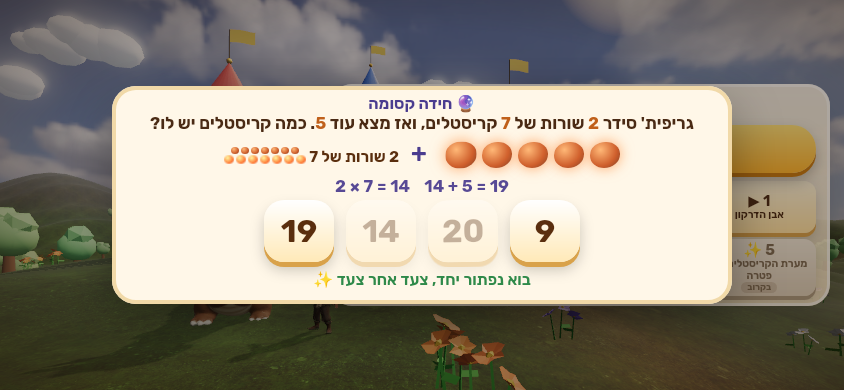 🔮 חידה קסומה
גריפית' סידר 2 שורות של 7 קריסטלים, ואז מצא עוד 5. כמה קריסטלים יש לו?
2 שורות של 7 +
2 × 7 = 14   14 + 5 = 19
19 14 20 9
בוא נפתור יחד, צעד אחר צעד ✨
1 ▶
אבן הדרקון
5 ✨
מערת הקריסטלים
פטרה
בקרוב